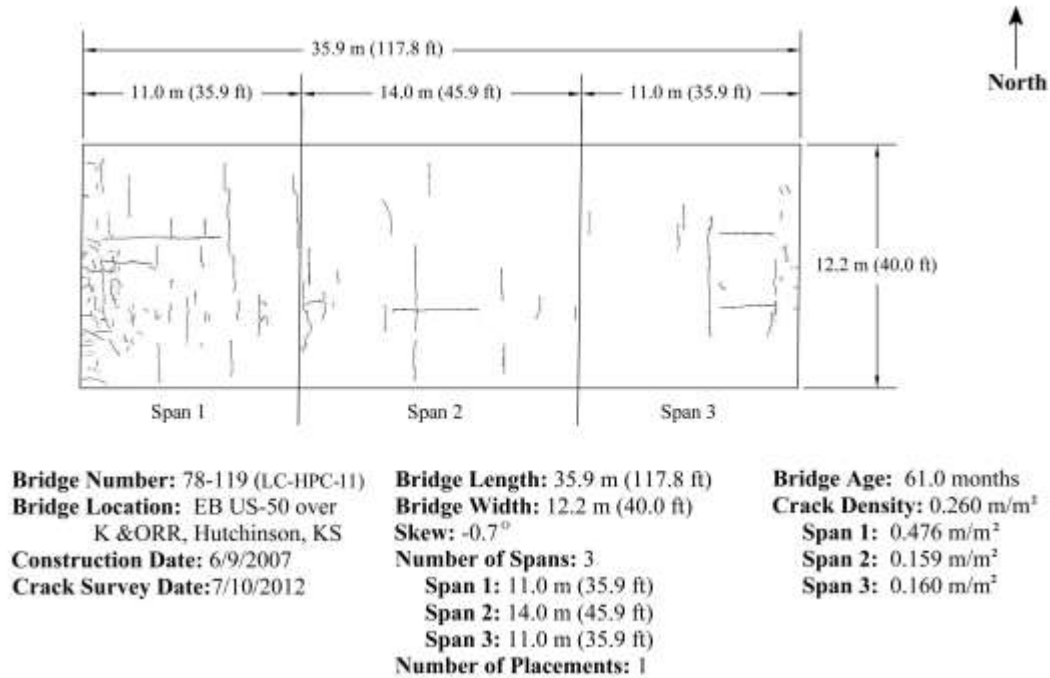 35.9 m (117.8 ft)
11.0 m (35.9 ft)
14.0 m (45.9 ft)
11.0 m (35.9 ft)
North
12.2 m (40.0 ft)
Span 1
Span 2
Span 3
Bridge Number: 78-119 (LC-HPC-11)
Bridge Location: EB US-50 over
K &ORR, Hutchinson, KS
Construction Date: 6/9/2007
Crack Survey Date:7/10/2012
Bridge Length: 35.9 m (117.8 ft)
Bridge Width: 12.2 m (40.0 ft)
Skew: -0.7°
Number of Spans: 3
Span 1: 11.0 m (35.9 ft)
Span 2: 14.0 m (45.9 ft)
Span 3: 11.0 m (35.9 ft)
Number of Placements: 1
Bridge Age: 61.0 months
Crack Density: 0.260 m/m²
Span 1: 0.476 m/m²
Span 2: 0.159 m/m²
Span 3: 0.160 m/m²